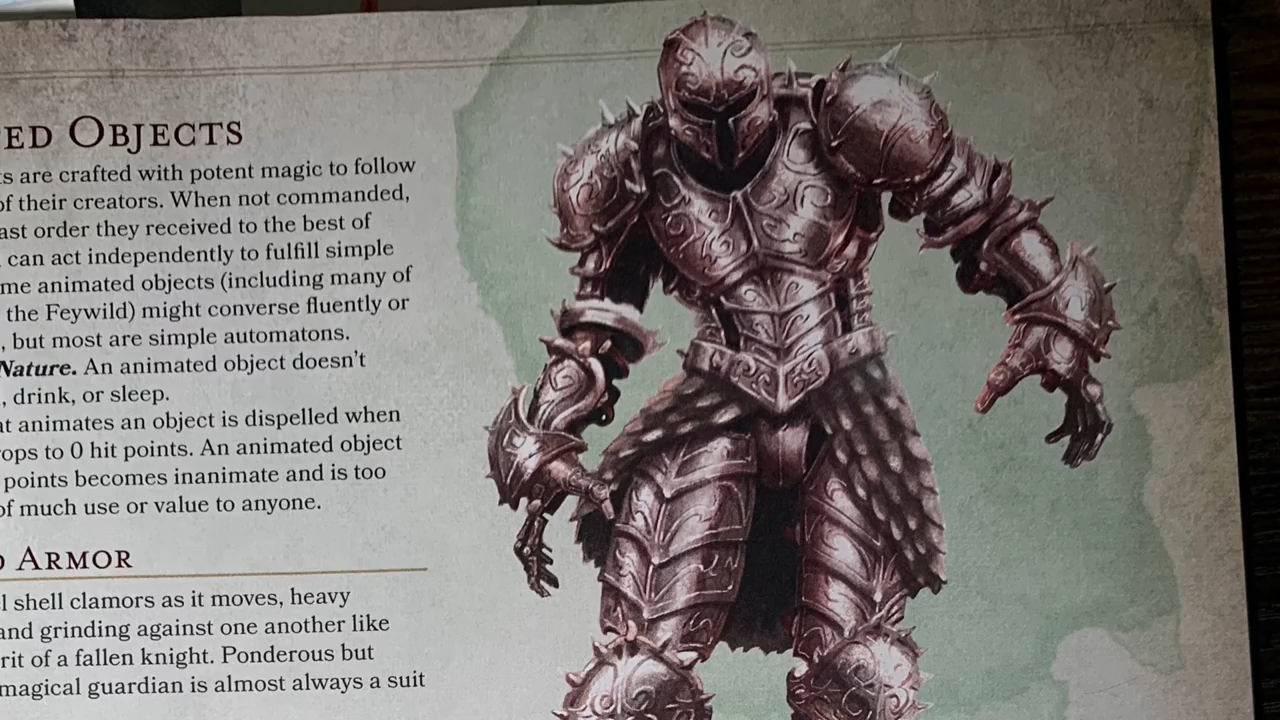 ED OBJECTS
ts are crafted with potent magic to follow
of their creators. When not commanded,
ast order they received to the best of
can act independently to fulfill simple
me animated objects (including many of
the Feywild) might converse fluently or
, but most are simple automatons.
Nature. An animated object doesn't
, drink, or sleep.
at animates an object is dispelled when
rops to 0 hit points. An animated object
points becomes inanimate and is too
of much use or value to anyone.
D ARMOR
l shell clamors as it moves, heavy
and grinding against one another like
rit of a fallen knight. Ponderous but
magical guardian is almost always a suit